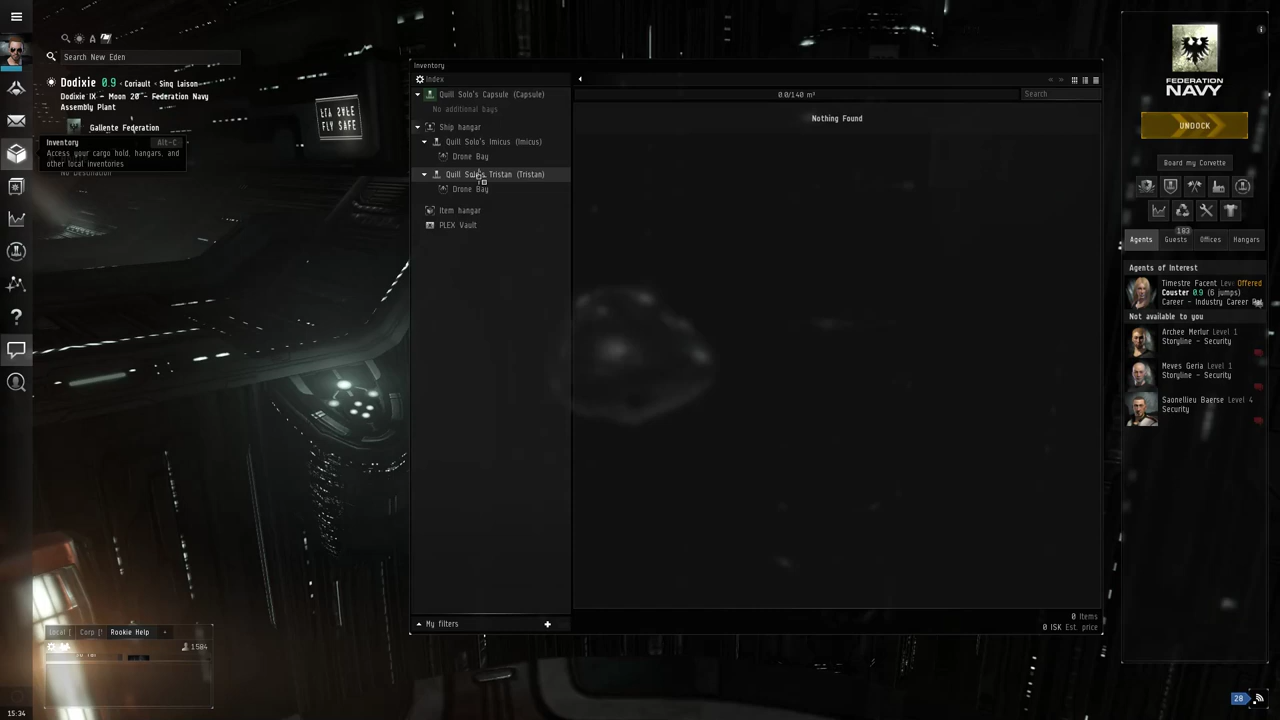 Search New Eden
Dodixie 0.9 · Coriault · Sinq Laison
Dodixie IX - Moon 20 - Federation Navy
Assembly Plant
Gallente Federation
Inventory
Alt-C
Access your cargo hold, hangars, and
other local inventories
No Destination
FLY SAFE
Inventory
Index
Quill Solo's Capsule (Capsule)
No additional bays
Ship hangar
Quill Solo's Imicus (Imicus)
Drone Bay
Quill Solo's Tristan (Tristan)
Drone Bay
Item hangar
PLEX Vault
My filters
+
0.0/140 m³
Search
Nothing Found
0 Items
0 ISK Est. price
FEDERATION
NAVY
UNDOCK
Board my Corvette
183
Agents
Guests
Offices
Hangars
Agents of Interest
Timestre Facent Offered
Couster 0.9 (6 jumps)
Career - Industry Career
Not available to you
Archee Merlur Level 1
Storyline - Security
Meves Geria Level 1
Storyline - Security
Saonellieu Baerse Level 4
Security
Local [
Corp [
Rookie Help
+
1584
15:34
28